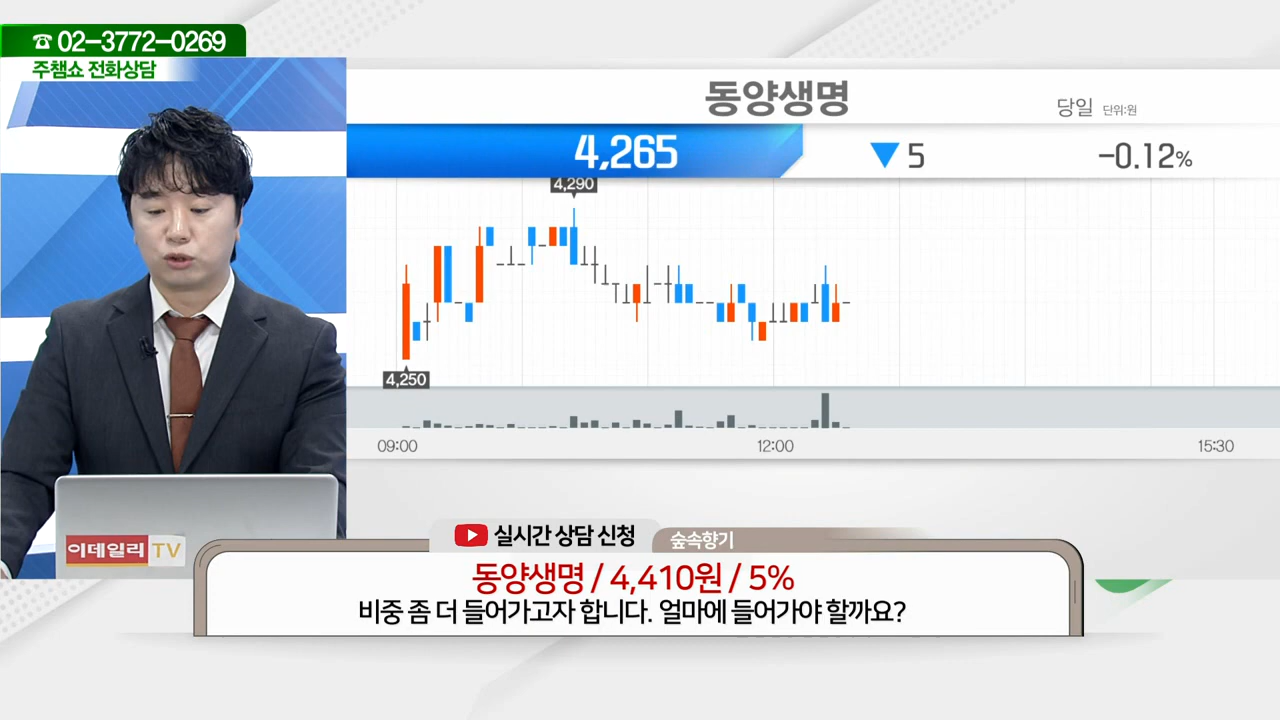 ☎ 02-3772-0269
주챔쇼 전화상담
동양생명
당일 단위:원
4,265 ▼ 5 -0.12%
4,290
4,250
09:00 12:00 15:30
이데일리 TV
실시간 상담 신청 숲속향기
동양생명 / 4,410원 / 5%
비중 좀 더 들어가고자 합니다. 얼마에 들어가야 할까요?